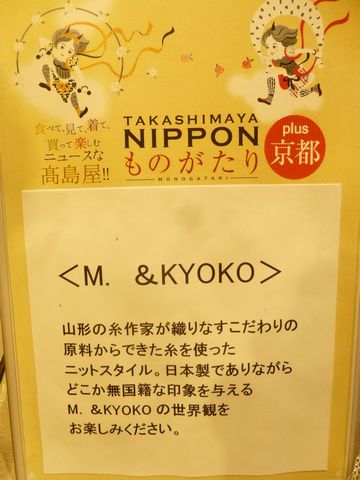 食べて、見て、着て、
買って楽しむ
ニュースな
高島屋!!
TAKASHIMAYA
NIPPON
ものがたり
MONOGATARI
plus
京都
＜M. ＆KYOKO＞
山形の糸作家が織りなすこだわりの
原料からできた糸を使った
ニットスタイル。日本製でありながら
どこか無国籍な印象を与える
M. ＆KYOKO の世界観を
お楽しみください。